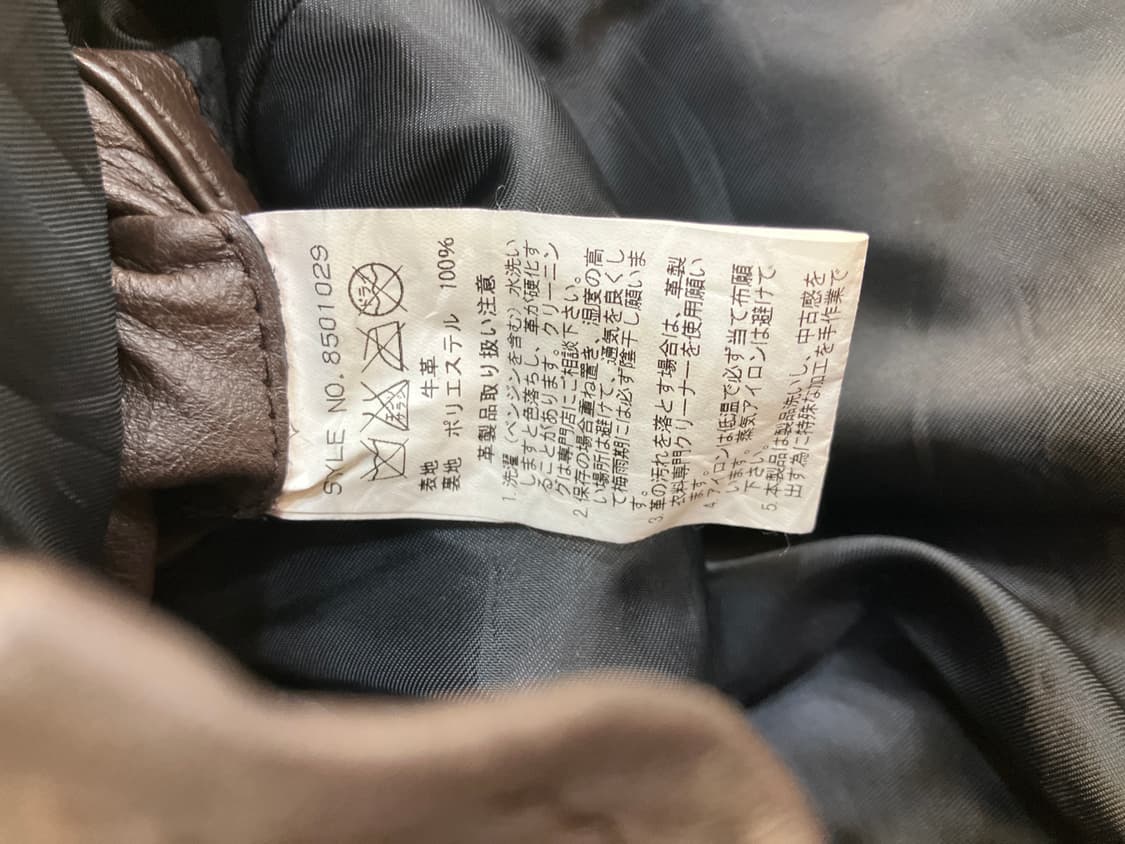 STYLE NO. 8501029
ドライ
表地 牛革
裏地 ポリエステル 100%
革製品取り扱い注意
1. 洗濯(ベンジンを含む)水洗い
しますと色落ちし、革が硬化す
ることがあります。クリーニン
グは専門店にご相談下さい。
2. 保存の場合重ね置き、湿度の高
い場所は避けて、通気を良くし
て梅雨期には必ず陰干し願いま
す。
3. 革の汚れを落とす場合は、革製
衣料専門クリーナーを使用願い
ます。
4. アイロンは低温で必ず当て布願
います。蒸気アイロンは避けて
下さい。
5. 本製品は製品洗いし、中古感を
出す為に特殊な加工を手作業で